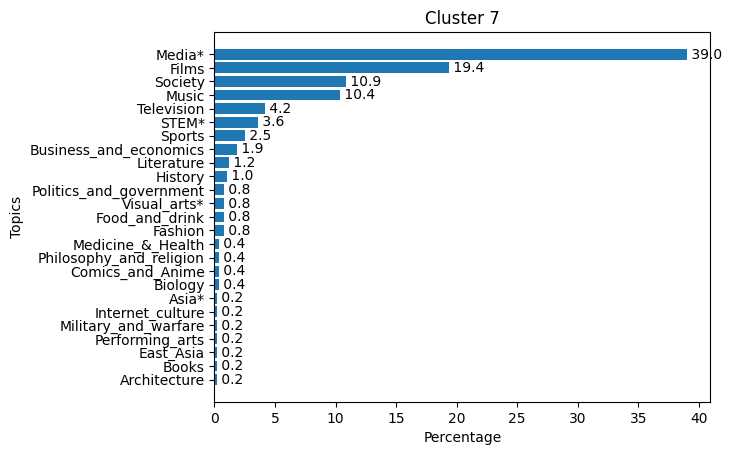 Cluster 7
Media* 39.0
Films 19.4
Society 10.9
Music 10.4
Television 4.2
STEM* 3.6
Sports 2.5
Business_and_economics 1.9
Literature 1.2
History 1.0
Politics_and_government 0.8
Visual_arts* 0.8
Food_and_drink 0.8
Fashion 0.8
Medicine_&_Health 0.4
Philosophy_and_religion 0.4
Comics_and_Anime 0.4
Biology 0.4
Asia* 0.2
Internet_culture 0.2
Military_and_warfare 0.2
Performing_arts 0.2
East_Asia 0.2
Books 0.2
Architecture 0.2
Topics
0 5 10 15 20 25 30 35 40
Percentage